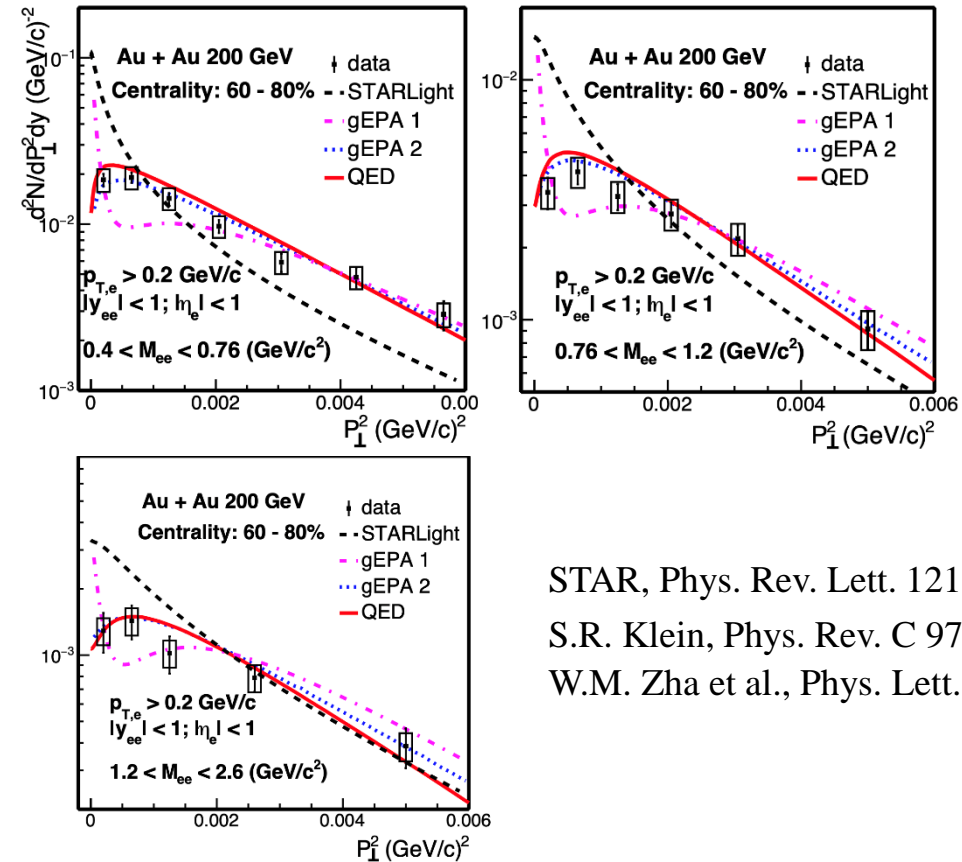 d²N/dP⊥²dy (GeV/c)⁻²
10⁻¹
10⁻²
10⁻³
Au + Au 200 GeV
Centrality: 60 - 80%
data
STARLight
gEPA 1
gEPA 2
QED
p_T,e > 0.2 GeV/c
|y_ee| < 1; |η_e| < 1
0.4 < M_ee < 0.76 (GeV/c²)
0 0.002 0.004 0.00
P⊥² (GeV/c)²
10⁻²
10⁻³
Au + Au 200 GeV
Centrality: 60 - 80%
data
STARLight
gEPA 1
gEPA 2
QED
p_T,e > 0.2 GeV/c
|y_ee| < 1; |η_e| < 1
0.76 < M_ee < 1.2 (GeV/c²)
0 0.002 0.004 0.006
P⊥² (GeV/c)²
10⁻³
Au + Au 200 GeV
Centrality: 60 - 80%
data
STARLight
gEPA 1
gEPA 2
QED
p_T,e > 0.2 GeV/c
|y_ee| < 1; |η_e| < 1
1.2 < M_ee < 2.6 (GeV/c²)
0 0.002 0.004 0.006
P⊥² (GeV/c)²
STAR, Phys. Rev. Lett. 121
S.R. Klein, Phys. Rev. C 97
W.M. Zha et al., Phys. Lett.